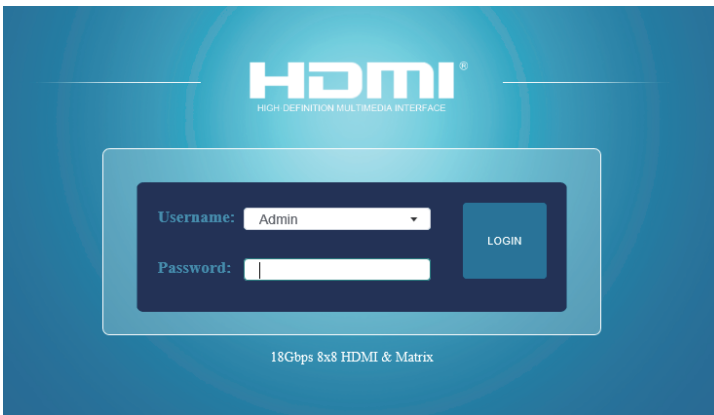 HDMI®
HIGH DEFINITION MULTIMEDIA INTERFACE
Username: Admin
LOGIN
Password:
18Gbps 8x8 HDMI & Matrix